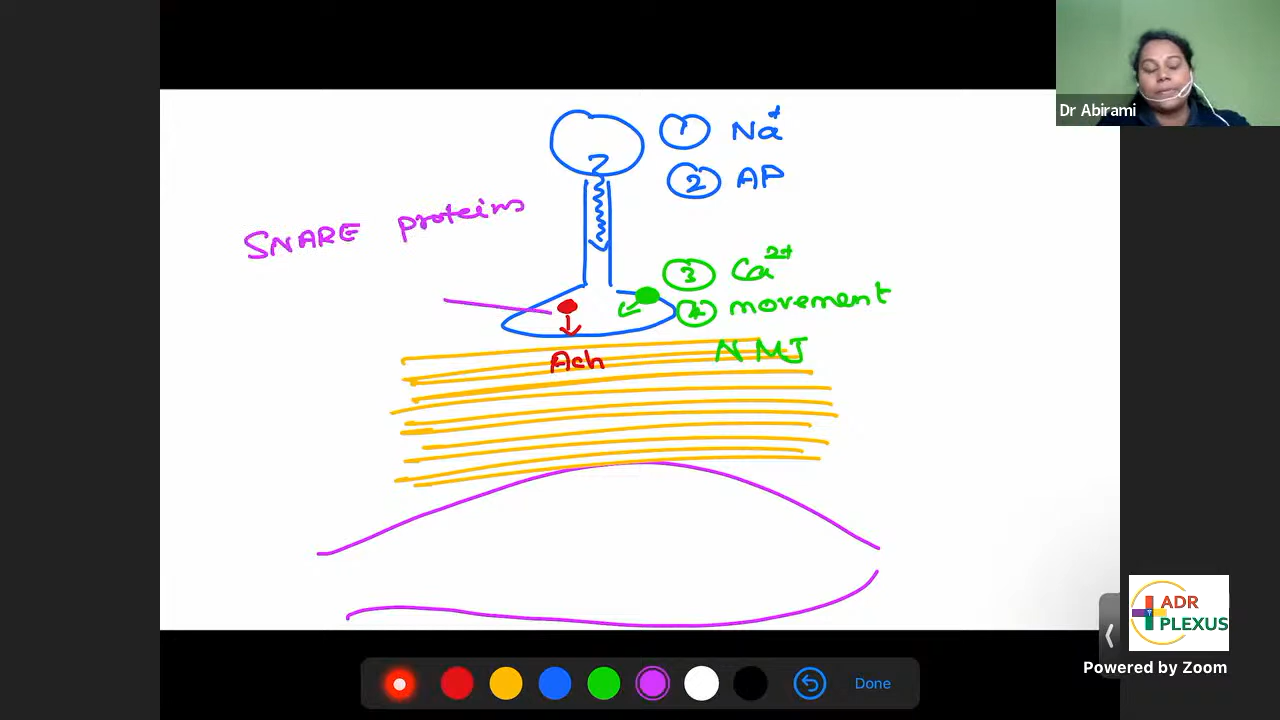 Dr Abirami
① Na⁺
② AP
SNARE proteins
③ Ca²⁺
④ movement
NMJ
Ach
ADR
PLEXUS
Powered by Zoom
Done